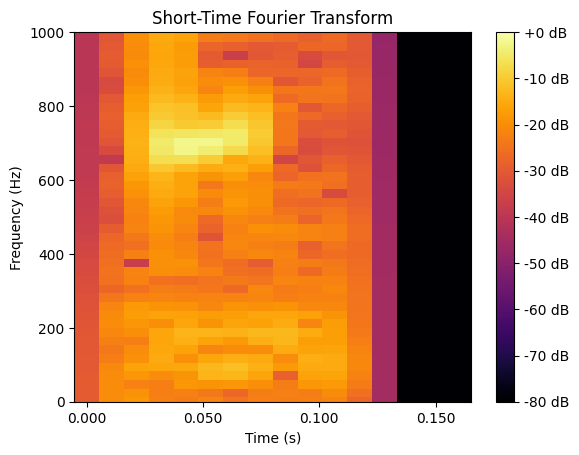 Short-Time Fourier Transform
1000
800
600
400
200
0
Frequency (Hz)
0.000
0.050
0.100
0.150
Time (s)
+0 dB
-10 dB
-20 dB
-30 dB
-40 dB
-50 dB
-60 dB
-70 dB
-80 dB